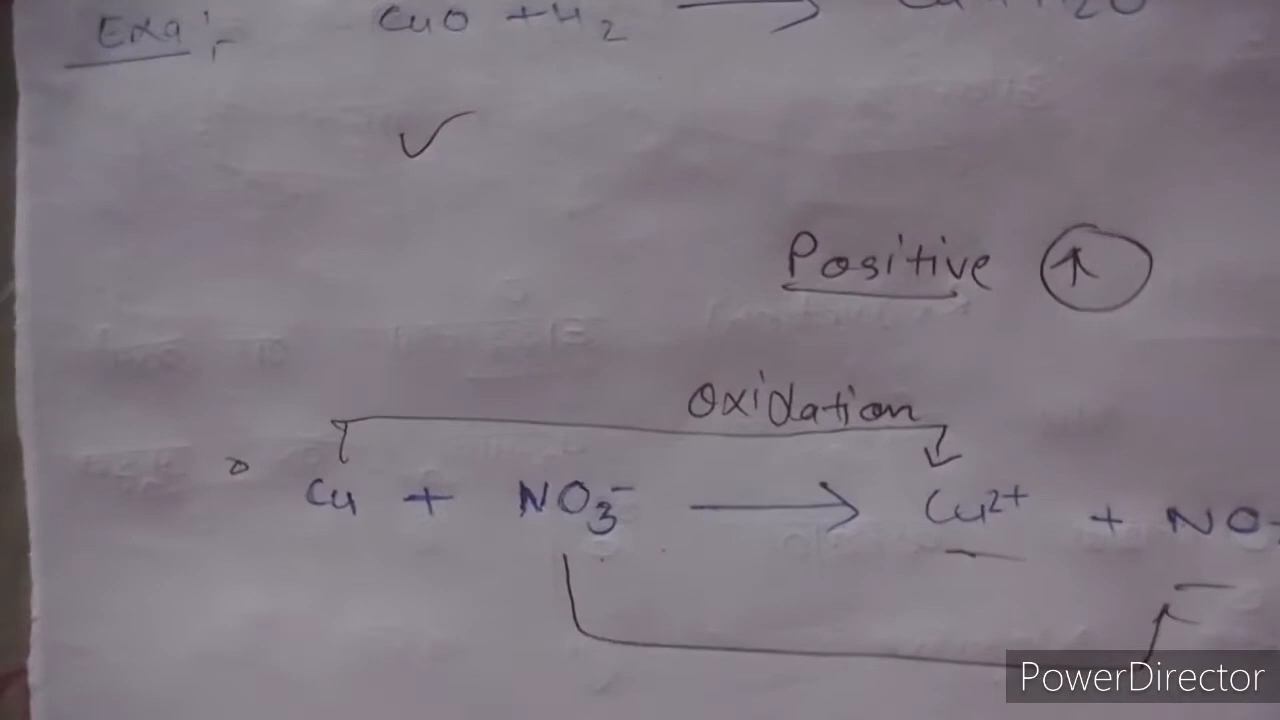 Exa:-
CuO + H2 →
Positive ↑
Oxidation
Cu + NO3- → Cu2+ + NO
PowerDirector